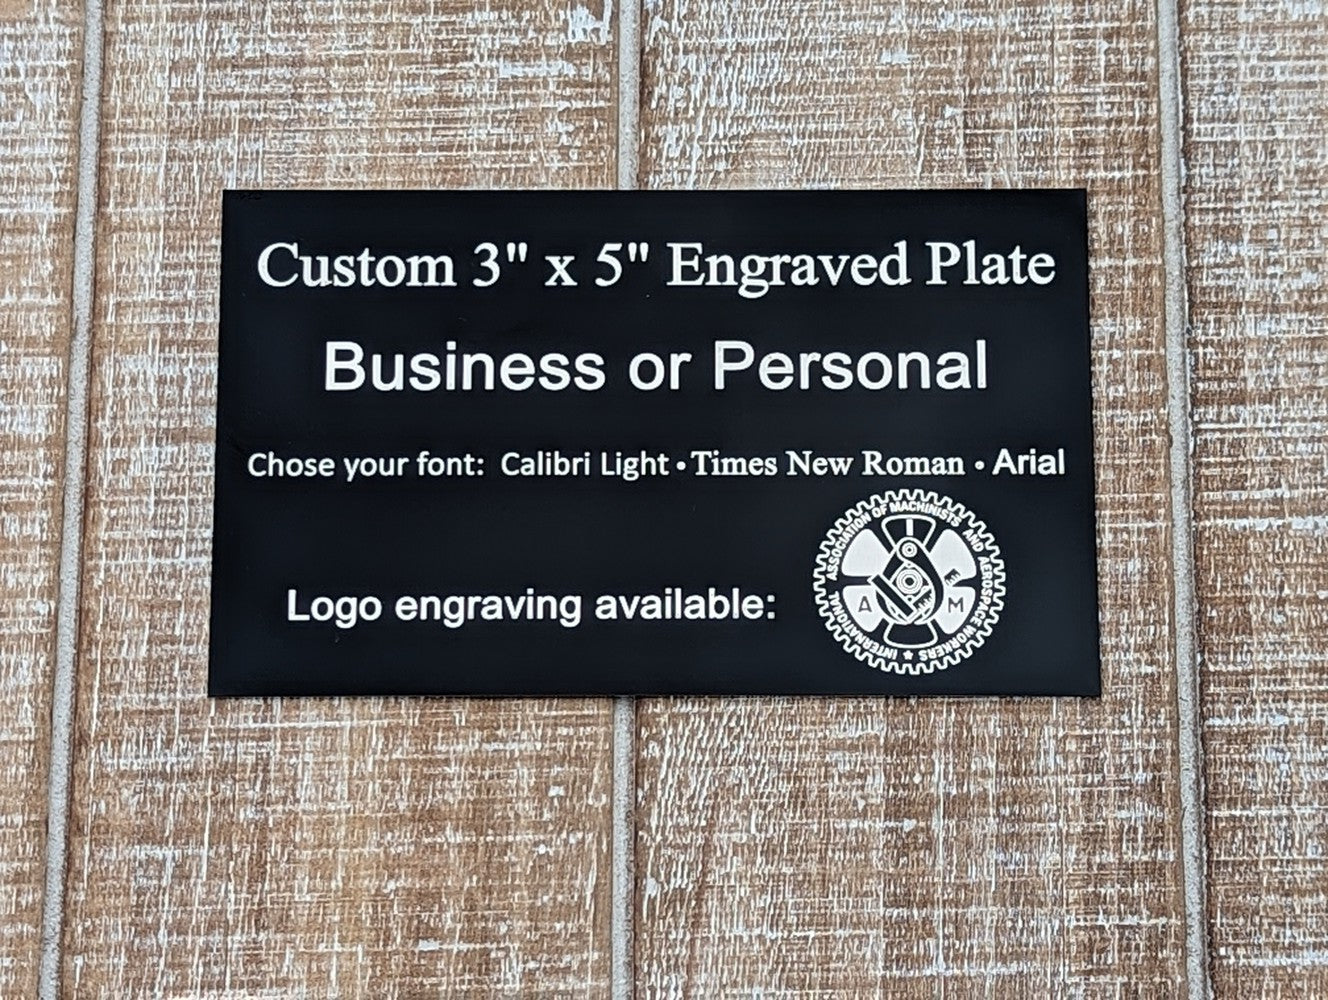 Custom 3" x 5" Engraved Plate
Business or Personal
Chose your font: Calibri Light • Times New Roman • Arial
Logo engraving available:
INTERNATIONAL ASSOCIATION OF MACHINISTS AND AEROSPACE WORKERS ★
A M